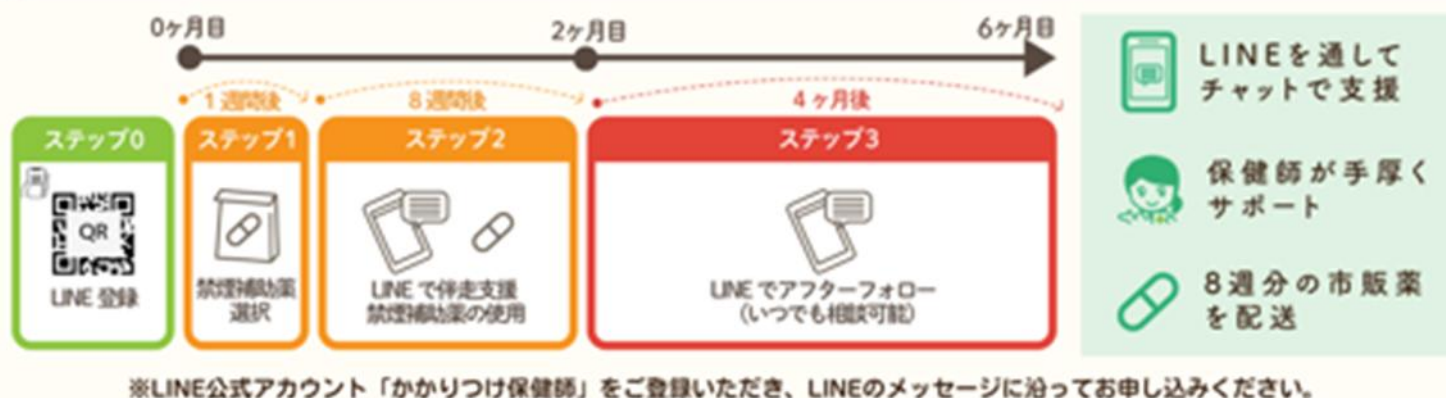 0ヶ月目
2ヶ月目
6ヶ月目
1週間後
8週間後
4ヶ月後
ステップ0
QR
LINE 登録
ステップ1
禁煙補助薬
選択
ステップ2
LINE で伴走支援
禁煙補助薬の使用
ステップ3
LINE でアフターフォロー
(いつでも相談可能)
LINEを通して
チャットで支援
保健師が手厚く
サポート
8週分の市販薬
を配送
※LINE公式アカウント「かかりつけ保健師」をご登録いただき、LINEのメッセージに沿ってお申し込みください。